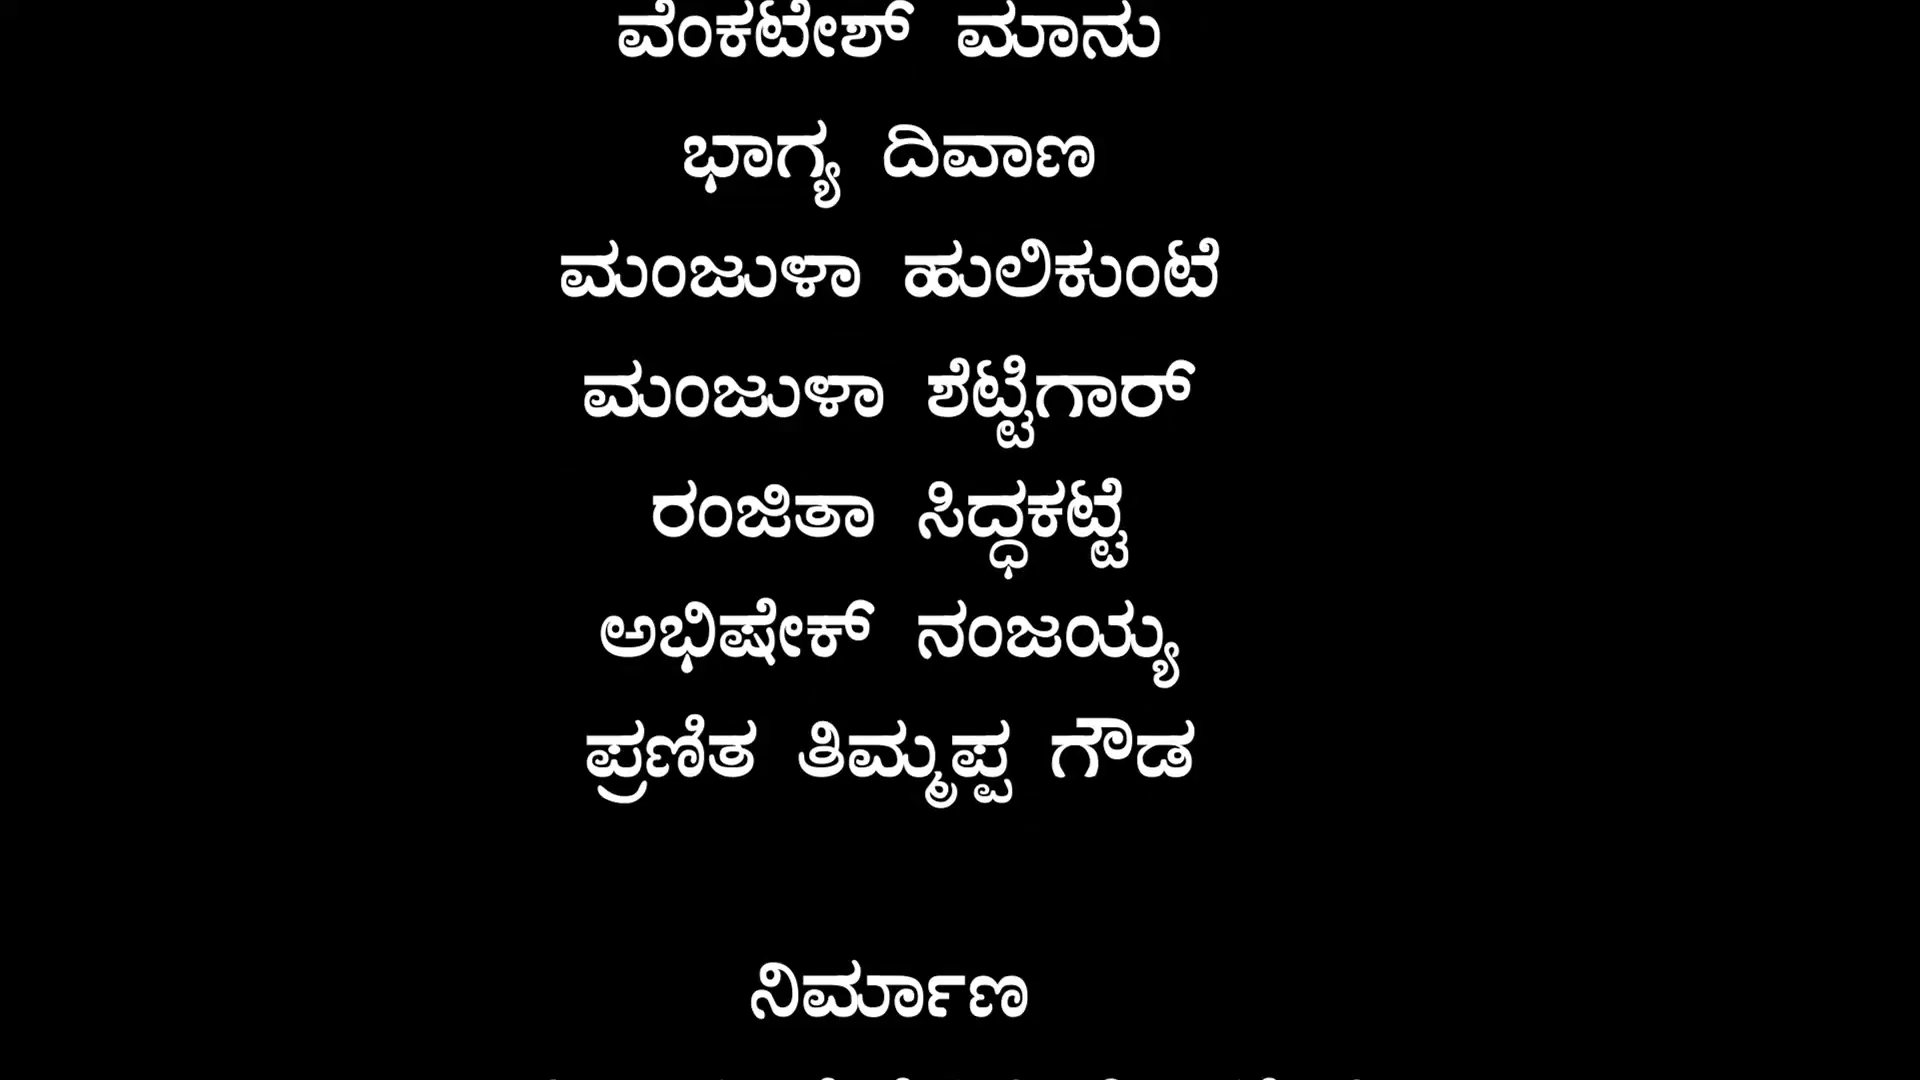 ವೆಂಕಟೇಶ್ ಮಾನು
ಭಾಗ್ಯ ದಿವಾಣ
ಮಂಜುಳಾ ಹುಲಿಕುಂಟೆ
ಮಂಜುಳಾ ಶೆಟ್ಟಿಗಾರ್
ರಂಜಿತಾ ಸಿದ್ಧಕಟ್ಟೆ
ಅಭಿಷೇಕ್ ನಂಜಯ್ಯ
ಪ್ರಣಿತ ತಿಮ್ಮಪ್ಪ ಗೌಡ
ನಿರ್ಮಾಣ